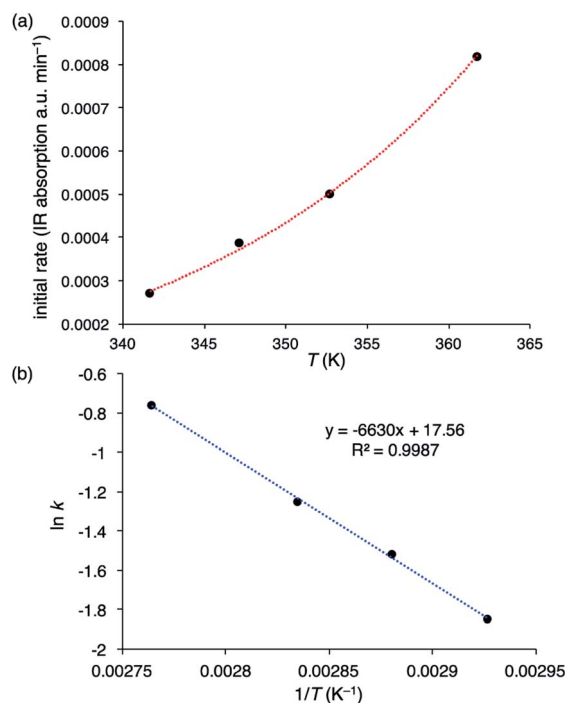 (a)
initial rate (IR absorption a.u. min⁻¹)
0.0009
0.0008
0.0007
0.0006
0.0005
0.0004
0.0003
0.0002
340 345 350 355 360 365
T (K)
(b)
ln k
-0.6
-0.8
-1
-1.2
-1.4
-1.6
-1.8
-2
y = -6630x + 17.56
R² = 0.9987
0.00275 0.0028 0.00285 0.0029 0.00295
1/T (K⁻¹)